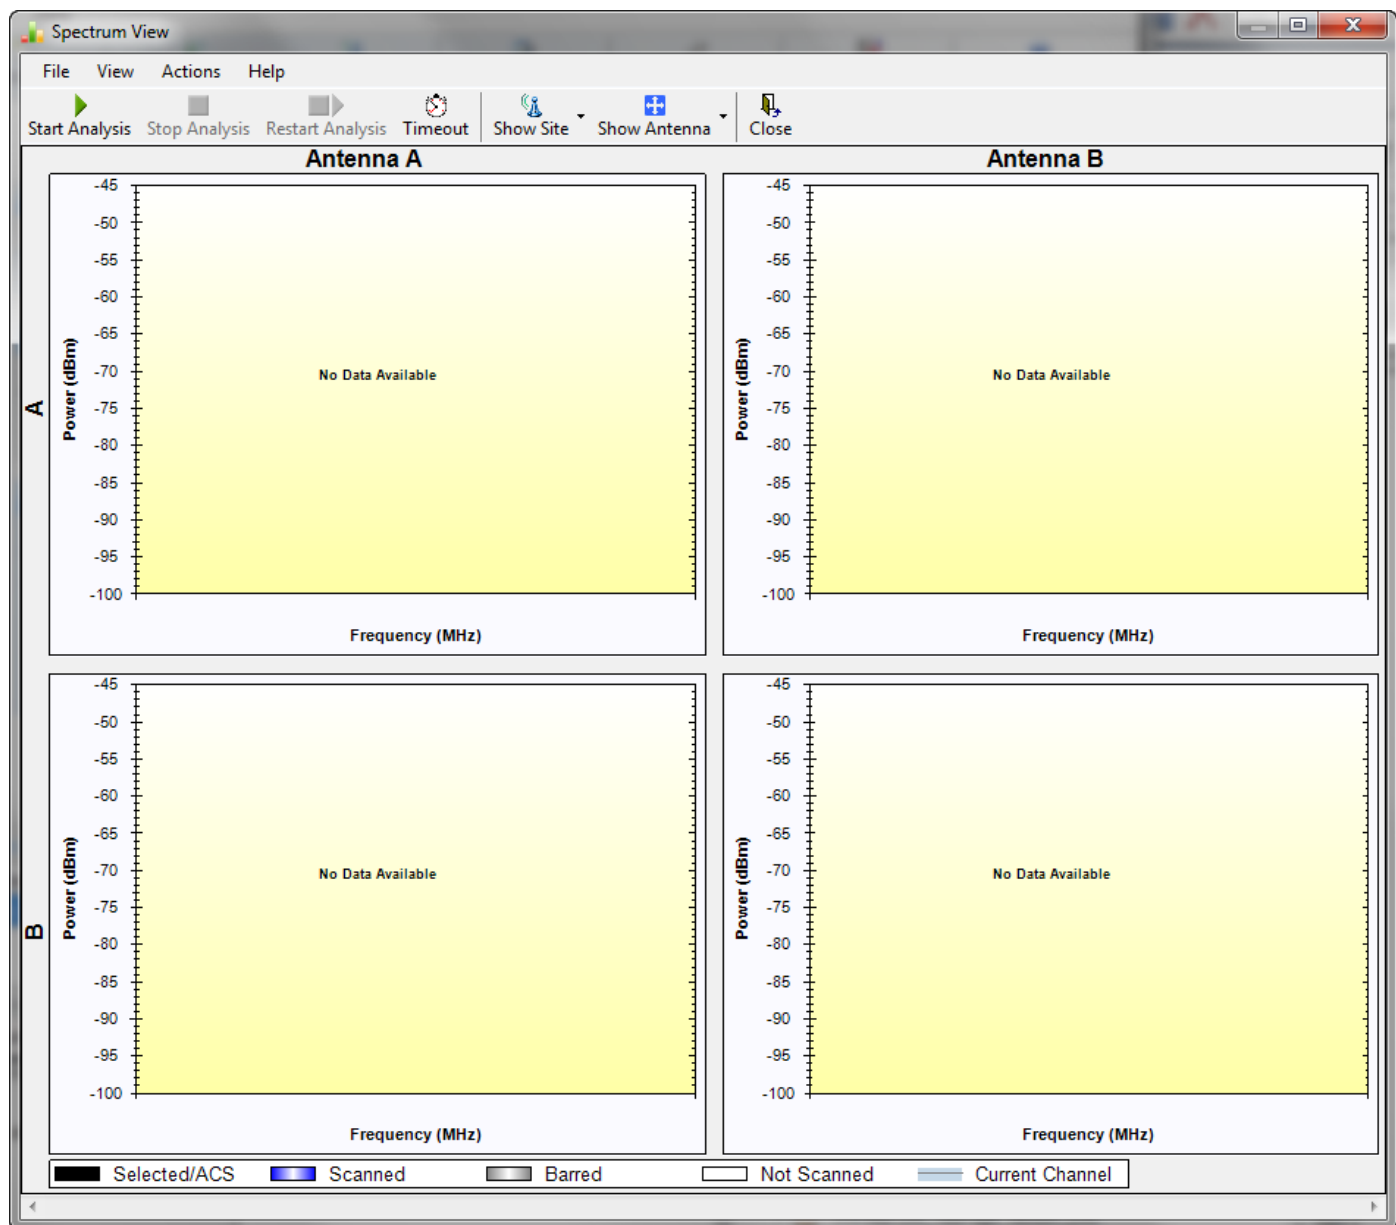 Spectrum View
File View Actions Help
Start Analysis Stop Analysis Restart Analysis Timeout Show Site Show Antenna Close
Antenna A Antenna B
A
Power (dBm)
-45
-50
-55
-60
-65
-70
-75
-80
-85
-90
-95
-100
No Data Available
Frequency (MHz)
Power (dBm)
-45
-50
-55
-60
-65
-70
-75
-80
-85
-90
-95
-100
No Data Available
Frequency (MHz)
B
Power (dBm)
-45
-50
-55
-60
-65
-70
-75
-80
-85
-90
-95
-100
No Data Available
Frequency (MHz)
Power (dBm)
-45
-50
-55
-60
-65
-70
-75
-80
-85
-90
-95
-100
No Data Available
Frequency (MHz)
Selected/ACS Scanned Barred Not Scanned Current Channel